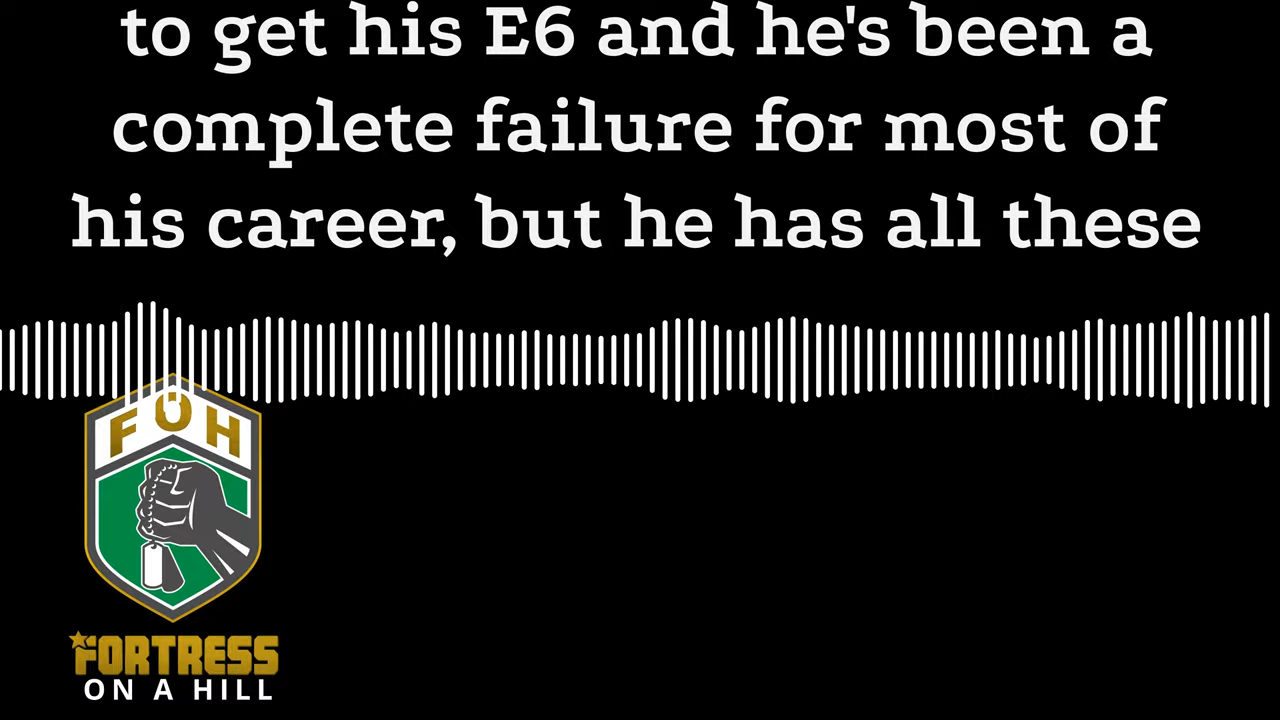 to get his E6 and he's been a
complete failure for most of
his career, but he has all these
FOH
FORTRESS
ON A HILL